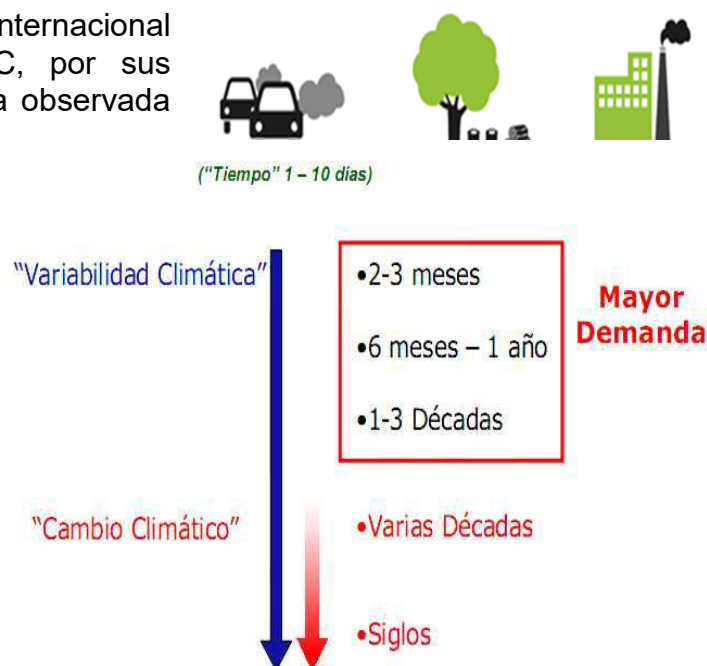 nternacional
C, por sus
a observada
("Tiempo" 1 – 10 días)
"Variabilidad Climática"
•2-3 meses
•6 meses – 1 año
•1-3 Décadas
Mayor
Demanda
"Cambio Climático"
•Varias Décadas
•Siglos